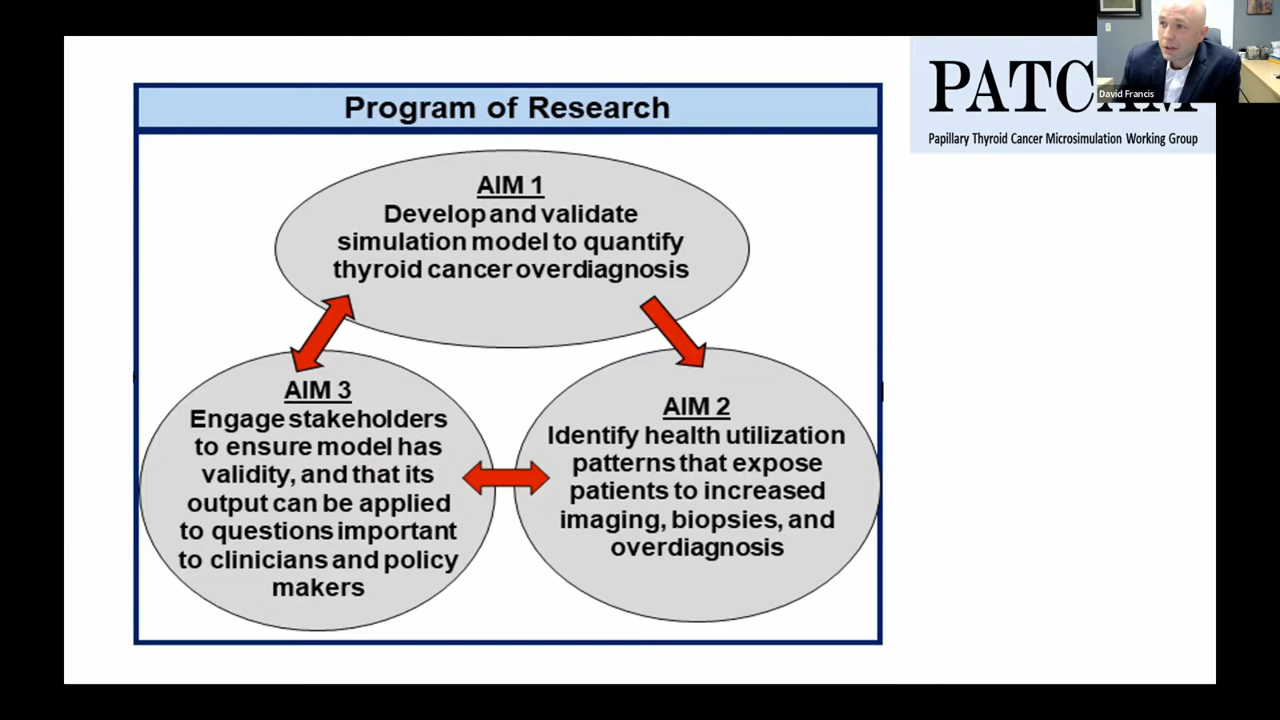 Program of Research
AIM 1
Develop and validate
simulation model to quantify
thyroid cancer overdiagnosis
AIM 3
Engage stakeholders
to ensure model has
validity, and that its
output can be applied
to questions important
to clinicians and policy
makers
AIM 2
Identify health utilization
patterns that expose
patients to increased
imaging, biopsies, and
overdiagnosis
PATCAM
Papillary Thyroid Cancer Microsimulation Working Group
David Francis